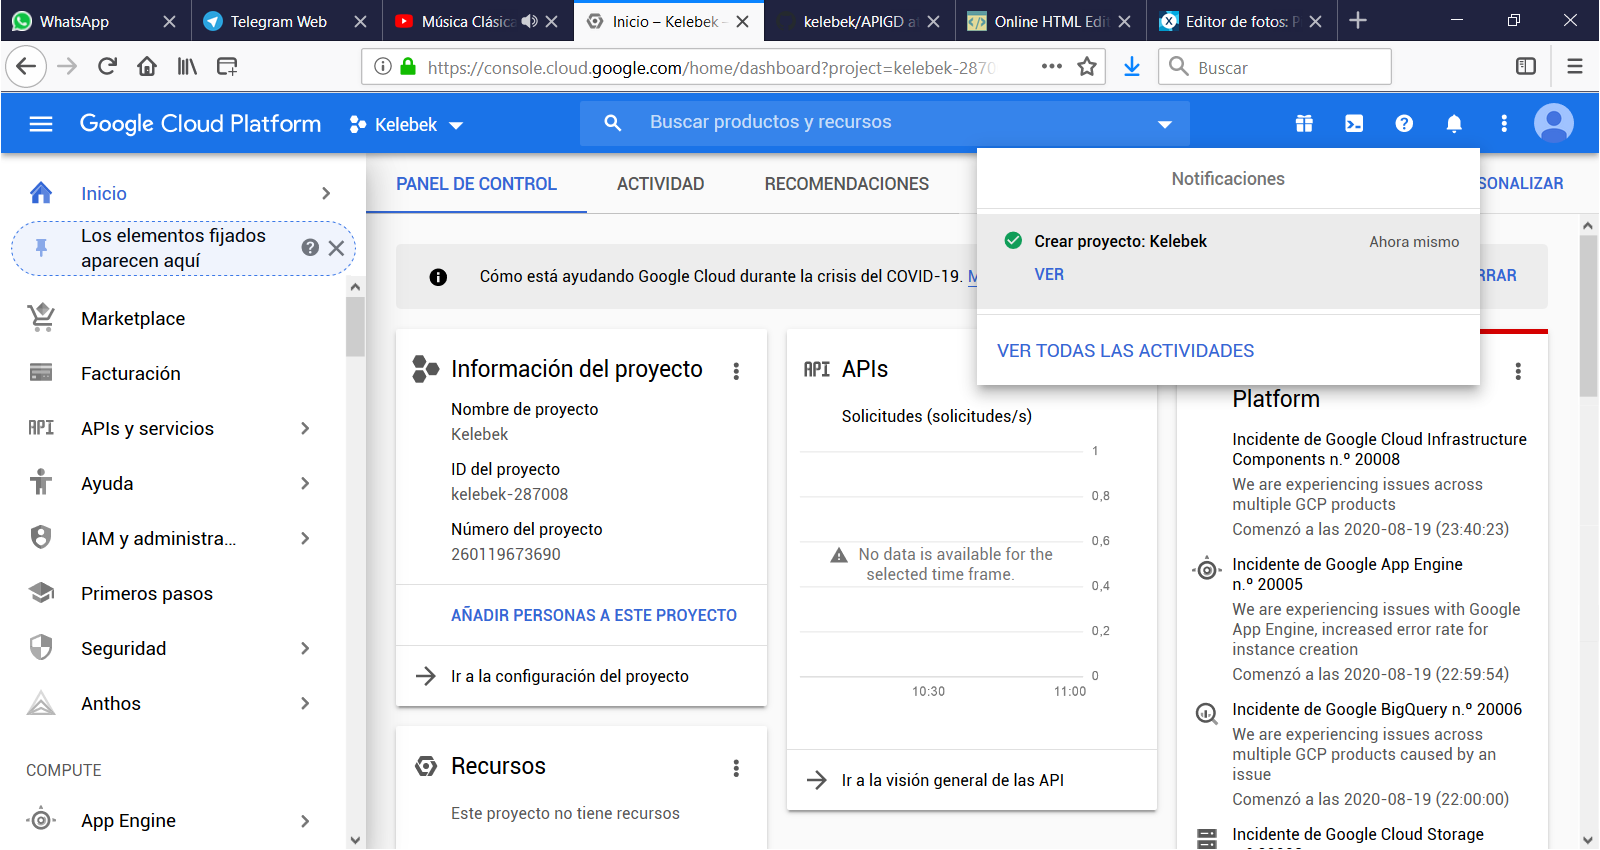 WhatsApp
Telegram Web
Música Clásica
Inicio – Kelebek –
kelebek/APIGD at
Online HTML Edit
Editor de fotos: P
https://console.cloud.google.com/home/dashboard?project=kelebek-28700
Buscar
Google Cloud Platform
Kelebek
Buscar productos y recursos
Inicio
Los elementos fijados
aparecen aquí
Marketplace
Facturación
APIs y servicios
Ayuda
IAM y administra...
Primeros pasos
Seguridad
Anthos
COMPUTE
App Engine
PANEL DE CONTROL
ACTIVIDAD
RECOMENDACIONES
SONALIZAR
Notificaciones
Crear proyecto: Kelebek
Ahora mismo
VER
VER TODAS LAS ACTIVIDADES
Cómo está ayudando Google Cloud durante la crisis del COVID-19. M
RRAR
Información del proyecto
Nombre de proyecto
Kelebek
ID del proyecto
kelebek-287008
Número del proyecto
260119673690
AÑADIR PERSONAS A ESTE PROYECTO
Ir a la configuración del proyecto
Recursos
Este proyecto no tiene recursos
API APIs
Solicitudes (solicitudes/s)
1
0,8
0,6
0,4
0,2
0
No data is available for the
selected time frame.
10:30
11:00
Ir a la visión general de las API
Platform
Incidente de Google Cloud Infrastructure
Components n.º 20008
We are experiencing issues across
multiple GCP products
Comenzó a las 2020-08-19 (23:40:23)
Incidente de Google App Engine
n.º 20005
We are experiencing issues with Google
App Engine, increased error rate for
instance creation
Comenzó a las 2020-08-19 (22:59:54)
Incidente de Google BigQuery n.º 20006
We are experiencing issues across
multiple GCP products caused by an
issue
Comenzó a las 2020-08-19 (22:00:00)
Incidente de Google Cloud Storage